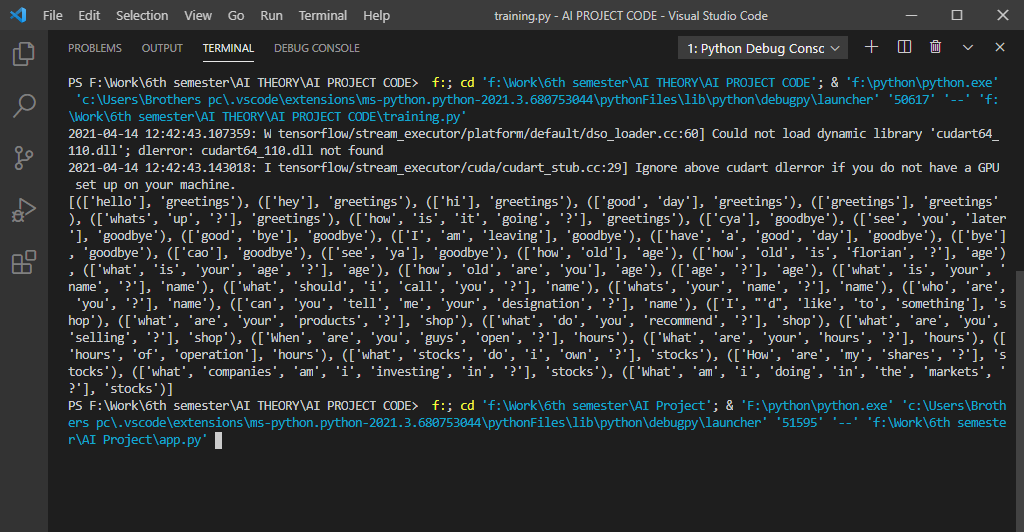 File Edit Selection View Go Run Terminal Help training.py - AI PROJECT CODE - Visual Studio Code
PROBLEMS OUTPUT TERMINAL DEBUG CONSOLE 1: Python Debug Consc
PS F:\Work\6th semester\AI THEORY\AI PROJECT CODE>  f:; cd 'f:\Work\6th semester\AI THEORY\AI PROJECT CODE'; & 'f:\python\python.exe'
 'c:\Users\Brothers pc\.vscode\extensions\ms-python.python-2021.3.680753044\pythonFiles\lib\python\debugpy\launcher' '50617' '--' 'f:
\Work\6th semester\AI THEORY\AI PROJECT CODE\training.py'
2021-04-14 12:42:43.107359: W tensorflow/stream_executor/platform/default/dso_loader.cc:60] Could not load dynamic library 'cudart64_
110.dll'; dlerror: cudart64_110.dll not found
2021-04-14 12:42:43.143018: I tensorflow/stream_executor/cuda/cudart_stub.cc:29] Ignore above cudart dlerror if you do not have a GPU
 set up on your machine.
[(['hello'], 'greetings'), (['hey'], 'greetings'), (['hi'], 'greetings'), (['good', 'day'], 'greetings'), (['greetings'], 'greetings'
), (['whats', 'up', '?'], 'greetings'), (['how', 'is', 'it', 'going', '?'], 'greetings'), (['cya'], 'goodbye'), (['see', 'you', 'later
'], 'goodbye'), (['good', 'bye'], 'goodbye'), (['I', 'am', 'leaving'], 'goodbye'), (['have', 'a', 'good', 'day'], 'goodbye'), (['bye']
, 'goodbye'), (['cao'], 'goodbye'), (['see', 'ya'], 'goodbye'), (['how', 'old'], 'age'), (['how', 'old', 'is', 'florian', '?'], 'age')
, (['what', 'is', 'your', 'age', '?'], 'age'), (['how', 'old', 'are', 'you'], 'age'), (['age', '?'], 'age'), (['what', 'is', 'your', '
name', '?'], 'name'), (['what', 'should', 'i', 'call', 'you', '?'], 'name'), (['whats', 'your', 'name', '?'], 'name'), (['who', 'are'
, 'you', '?'], 'name'), (['can', 'you', 'tell', 'me', 'your', 'designation', '?'], 'name'), (['I', "'d", 'like', 'to', 'something'], 's
hop'), (['what', 'are', 'your', 'products', '?'], 'shop'), (['what', 'do', 'you', 'recommend', '?'], 'shop'), (['what', 'are', 'you',
'selling', '?'], 'shop'), (['When', 'are', 'you', 'guys', 'open', '?'], 'hours'), (['What', 'are', 'your', 'hours', '?'], 'hours'), ([
'hours', 'of', 'operation'], 'hours'), (['what', 'stocks', 'do', 'i', 'own', '?'], 'stocks'), (['How', 'are', 'my', 'shares', '?'], 's
tocks'), (['what', 'companies', 'am', 'i', 'investing', 'in', '?'], 'stocks'), (['What', 'am', 'i', 'doing', 'in', 'the', 'markets', '
?'], 'stocks')]
PS F:\Work\6th semester\AI THEORY\AI PROJECT CODE>  f:; cd 'f:\Work\6th semester\AI Project'; & 'F:\python\python.exe' 'c:\Users\Broth
ers pc\.vscode\extensions\ms-python.python-2021.3.680753044\pythonFiles\lib\python\debugpy\launcher' '51595' '--' 'f:\Work\6th semeste
r\AI Project\app.py'